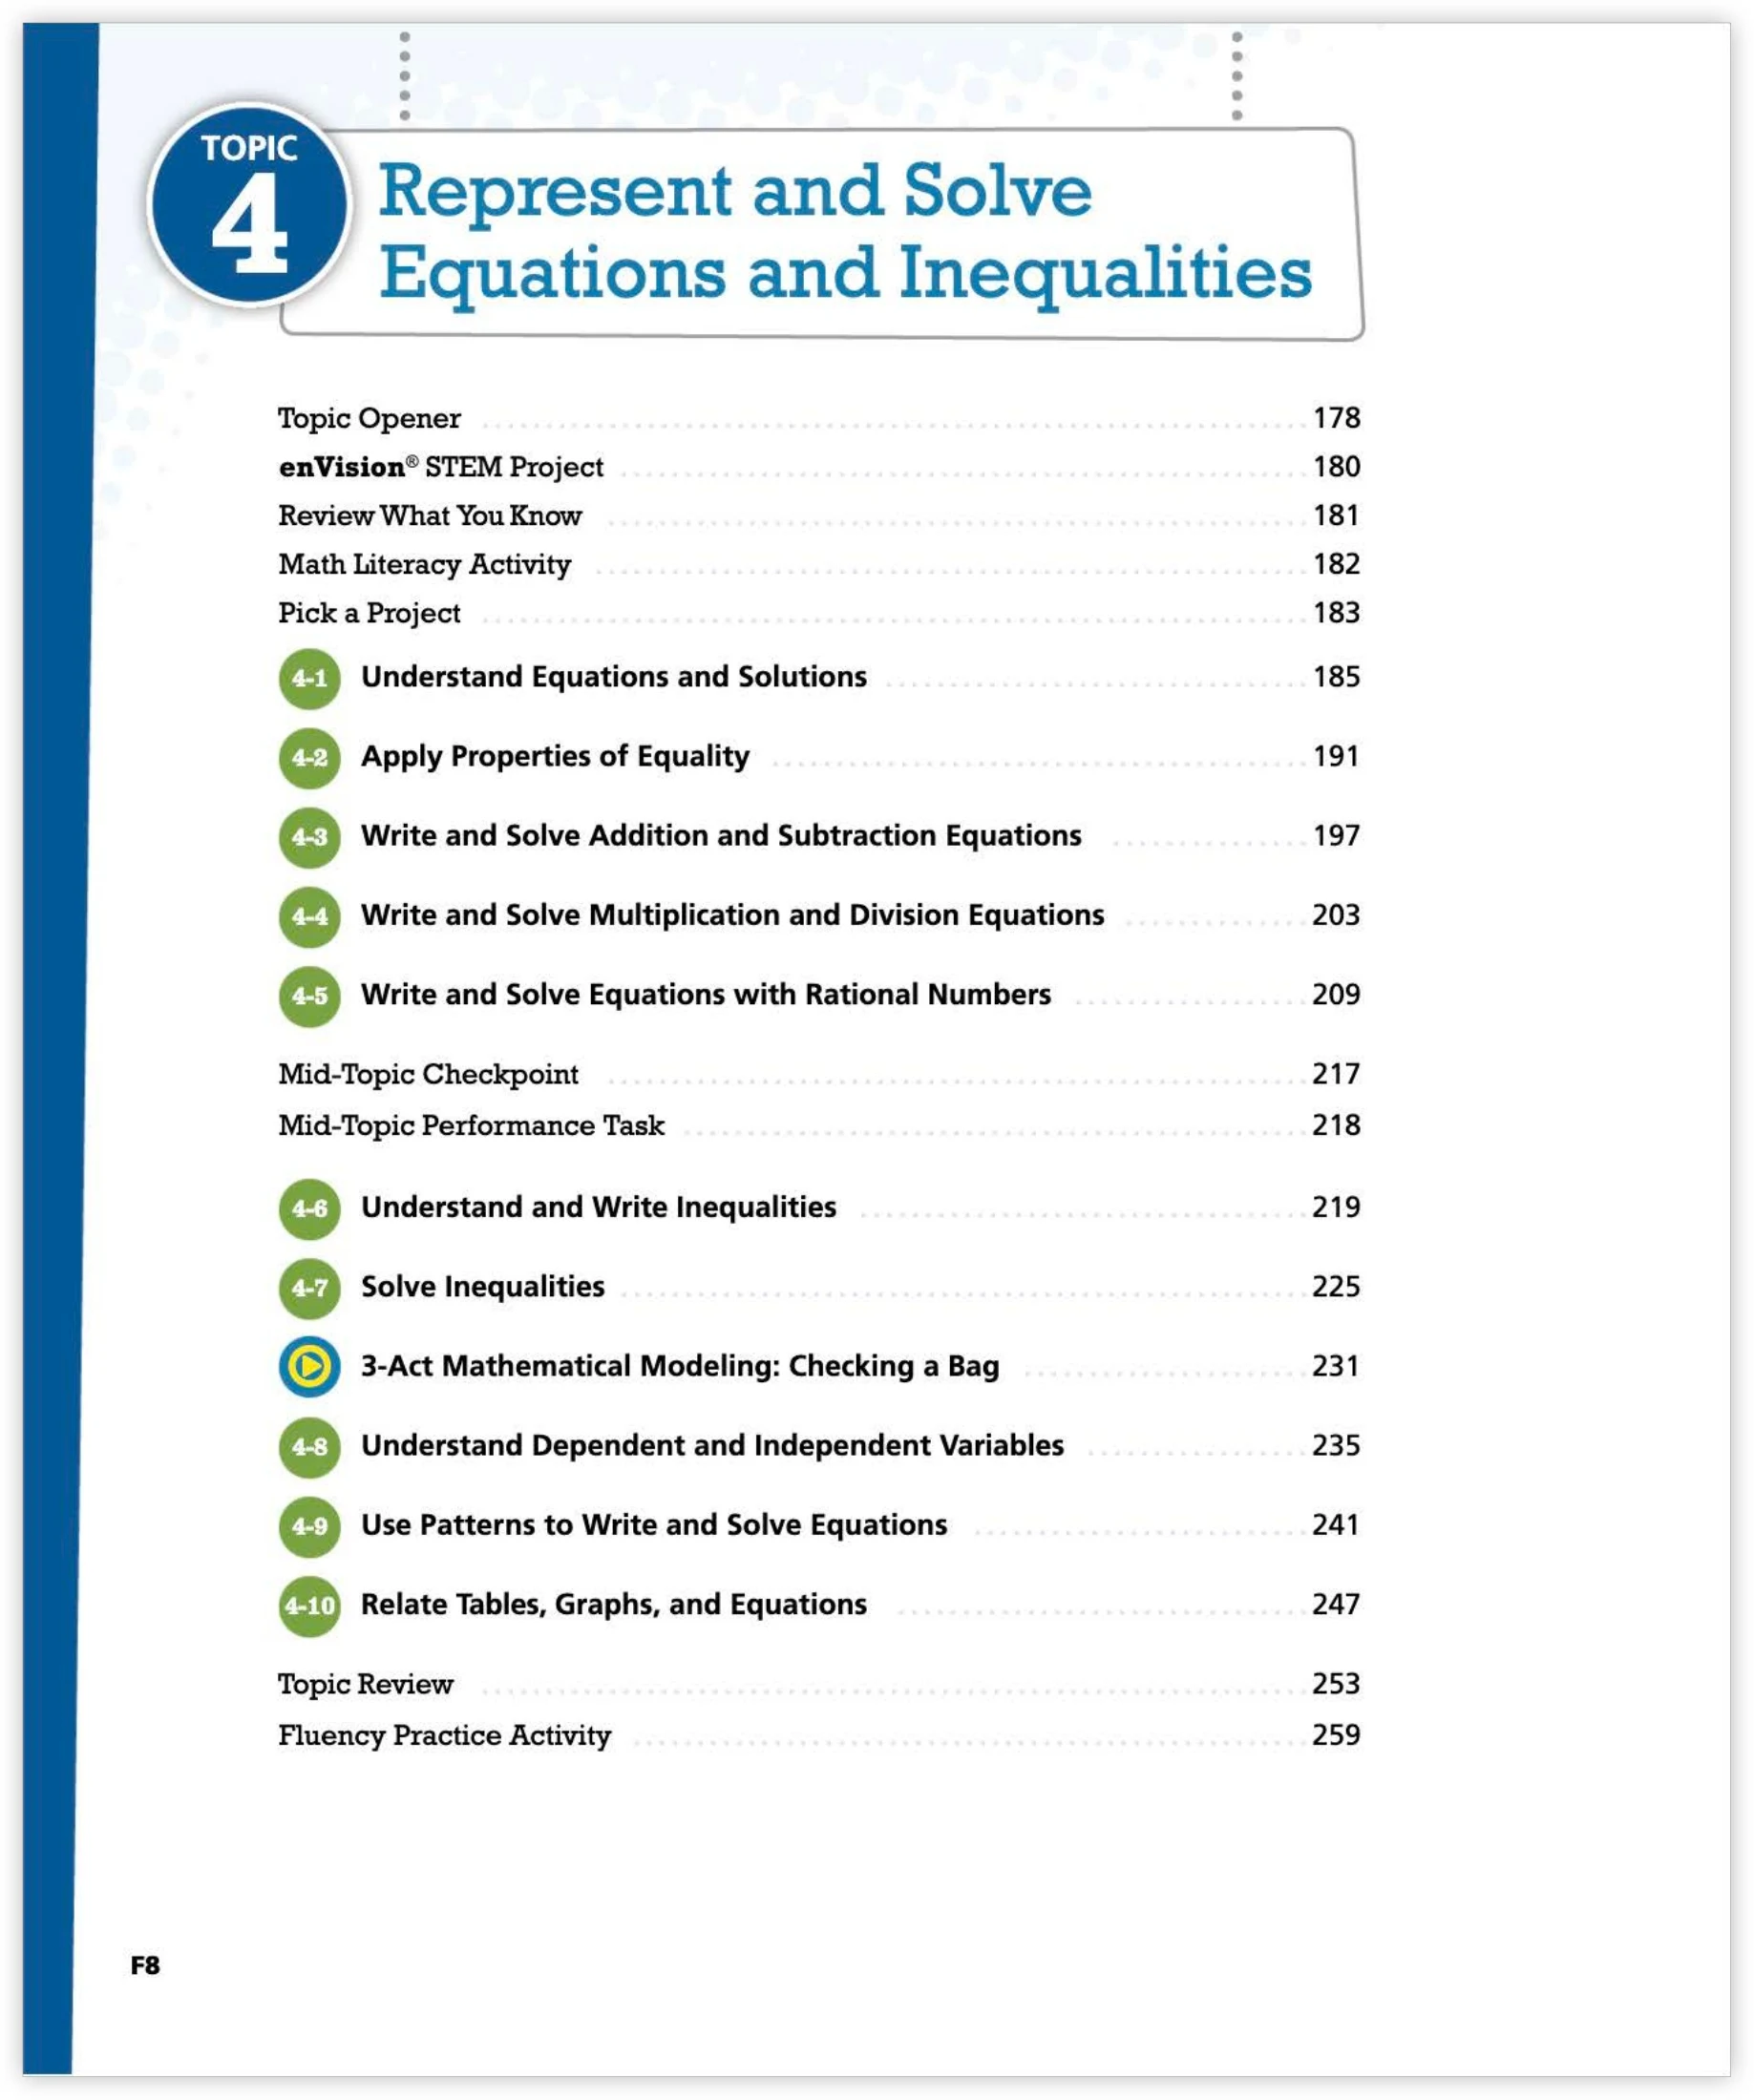 TOPIC
4
Represent and Solve
Equations and Inequalities
Topic Opener 178
enVision® STEM Project 180
Review What You Know 181
Math Literacy Activity 182
Pick a Project 183
4-1 Understand Equations and Solutions 185
4-2 Apply Properties of Equality 191
4-3 Write and Solve Addition and Subtraction Equations 197
4-4 Write and Solve Multiplication and Division Equations 203
4-5 Write and Solve Equations with Rational Numbers 209
Mid-Topic Checkpoint 217
Mid-Topic Performance Task 218
4-6 Understand and Write Inequalities 219
4-7 Solve Inequalities 225
3-Act Mathematical Modeling: Checking a Bag 231
4-8 Understand Dependent and Independent Variables 235
4-9 Use Patterns to Write and Solve Equations 241
4-10 Relate Tables, Graphs, and Equations 247
Topic Review 253
Fluency Practice Activity 259
F8